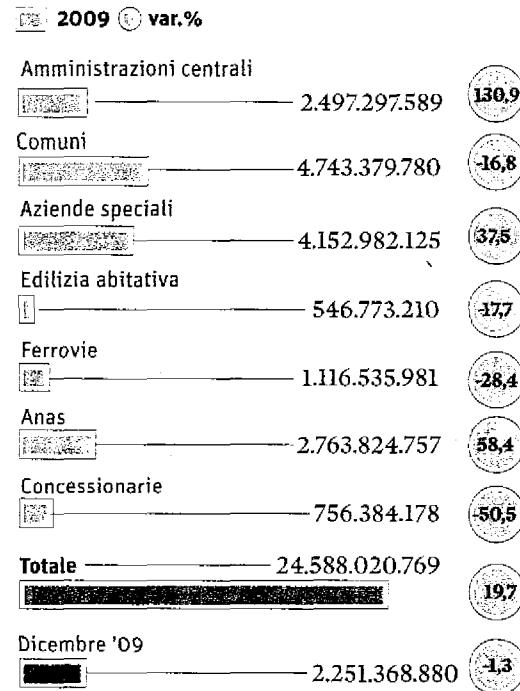 2009 var.%
Amministrazioni centrali
2.497.297.589 130,9
Comuni
4.743.379.780 -16,8
Aziende speciali
4.152.982.125 37,5
Edilizia abitativa
546.773.210 -17,7
Ferrovie
1.116.535.981 -28,4
Anas
2.763.824.757 58,4
Concessionarie
756.384.178 -50,5
Totale 24.588.020.769
19,7
Dicembre '09
2.251.368.880 -1,3